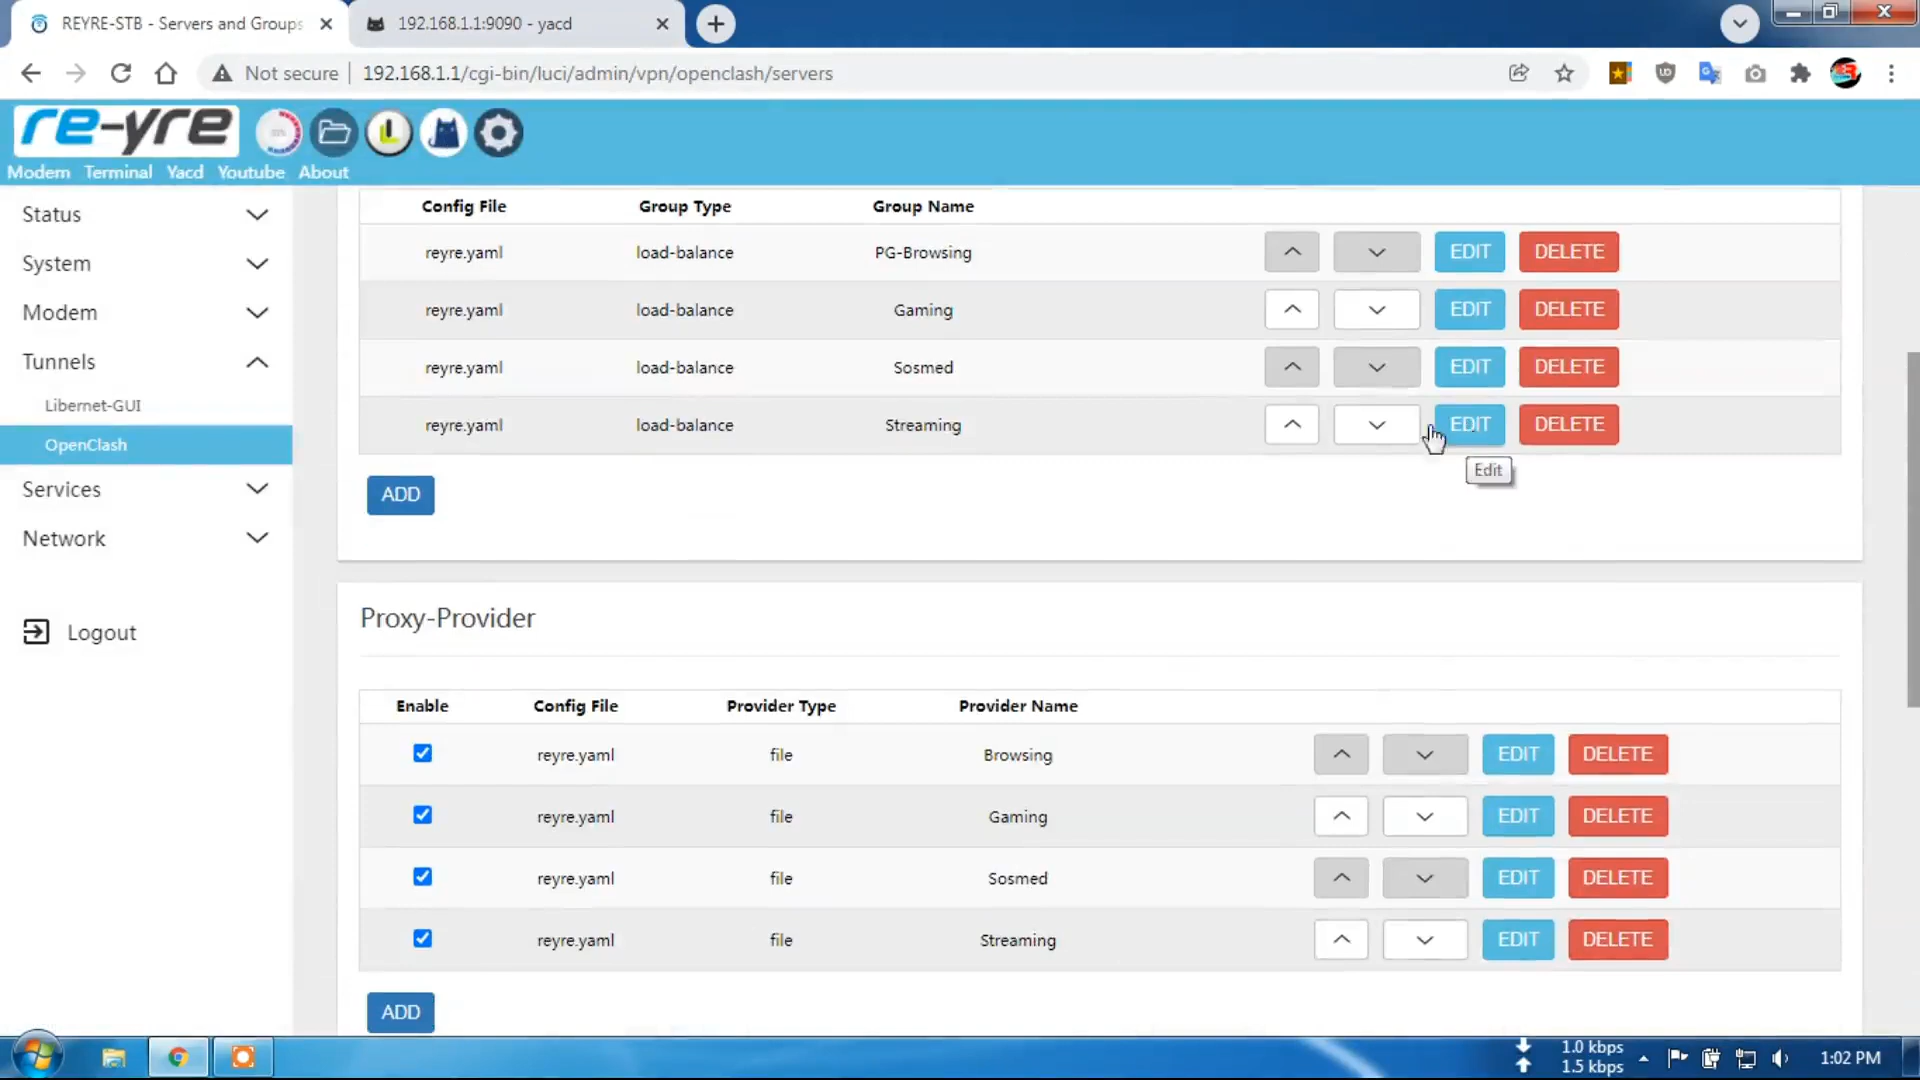 REYRE-STB - Servers and Groups
192.168.1.1:9090 - yacd
Not secure
192.168.1.1/cgi-bin/luci/admin/vpn/openclash/servers
re-yre
Modem Terminal Yacd Youtube About
Status
System
Modem
Tunnels
Libernet-GUI
OpenClash
Services
Network
Logout
Config File Group Type Group Name
reyre.yaml load-balance PG-Browsing EDIT DELETE
reyre.yaml load-balance Gaming EDIT DELETE
reyre.yaml load-balance Sosmed EDIT DELETE
reyre.yaml load-balance Streaming EDIT DELETE
Edit
ADD
Proxy-Provider
Enable Config File Provider Type Provider Name
reyre.yaml file Browsing EDIT DELETE
reyre.yaml file Gaming EDIT DELETE
reyre.yaml file Sosmed EDIT DELETE
reyre.yaml file Streaming EDIT DELETE
ADD
1.0 kbps
1.5 kbps
1:02 PM